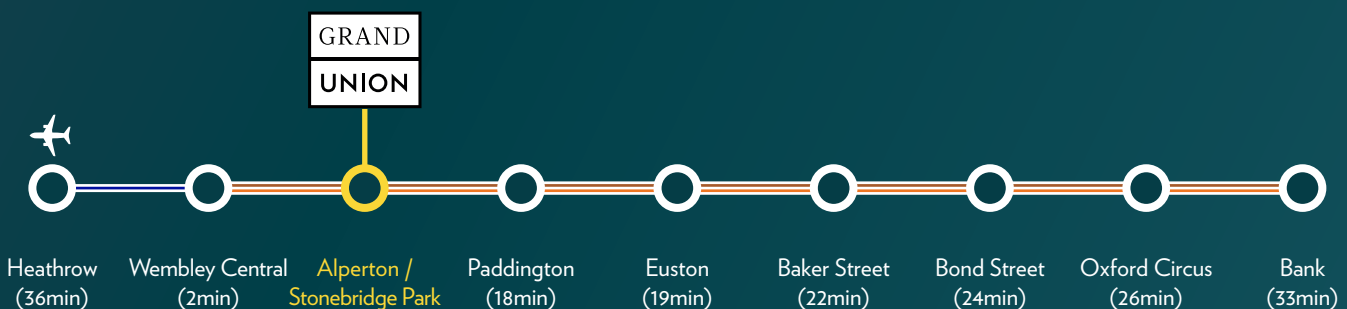 GRAND
UNION
Heathrow
(36min)
Wembley Central
(2min)
Alperton /
Stonebridge Park
Paddington
(18min)
Euston
(19min)
Baker Street
(22min)
Bond Street
(24min)
Oxford Circus
(26min)
Bank
(33min)